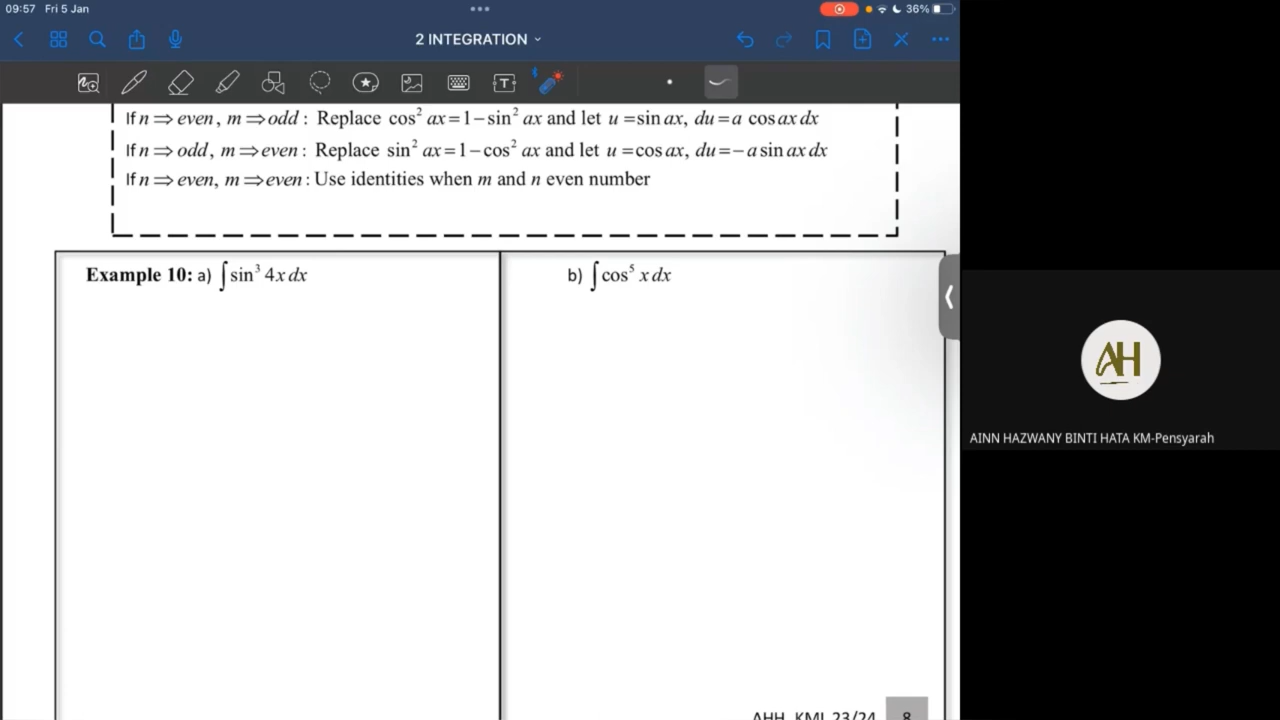 09:57 Fri 5 Jan
36%
2 INTEGRATION
T
If n ⇒ even, m ⇒ odd : Replace cos² ax = 1 − sin² ax and let u = sin ax, du = a cos ax dx
If n ⇒ odd, m ⇒ even : Replace sin² ax = 1 − cos² ax and let u = cos ax, du = − a sin ax dx
If n ⇒ even, m ⇒ even : Use identities when m and n even number
Example 10: a) ∫ sin³ 4x dx
b) ∫ cos⁵ x dx
AH
AINN HAZWANY BINTI HATA KM-Pensyarah
AHH_KML 23/24 8